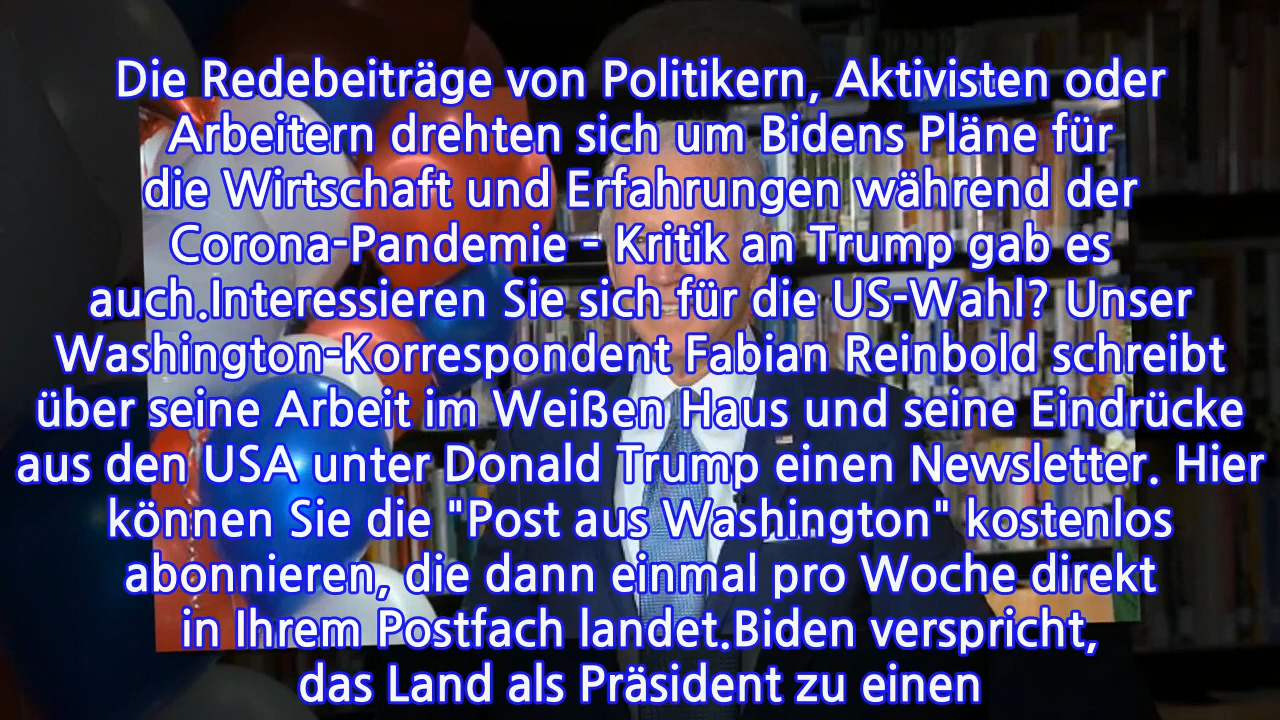 Die Redebeiträge von Politikern, Aktivisten oder
Arbeitern drehten sich um Bidens Pläne für
die Wirtschaft und Erfahrungen während der
Corona-Pandemie - Kritik an Trump gab es
auch.Interessieren Sie sich für die US-Wahl? Unser
Washington-Korrespondent Fabian Reinbold schreibt
über seine Arbeit im Weißen Haus und seine Eindrücke
aus den USA unter Donald Trump einen Newsletter. Hier
können Sie die "Post aus Washington" kostenlos
abonnieren, die dann einmal pro Woche direkt
in Ihrem Postfach landet.Biden verspricht,
das Land als Präsident zu einen